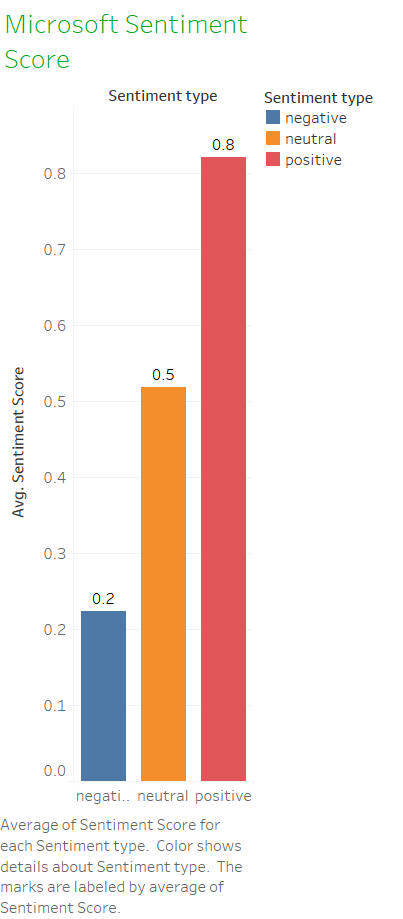 Microsoft Sentiment
Score
Sentiment type
Sentiment type
negative
neutral
positive
0.8
0.8
0.7
0.6
0.5
0.5
0.4
0.3
0.2
0.2
0.1
0.0
Avg. Sentiment Score
negati.. neutral positive
Average of Sentiment Score for
each Sentiment type.  Color shows
details about Sentiment type.  The
marks are labeled by average of
Sentiment Score.